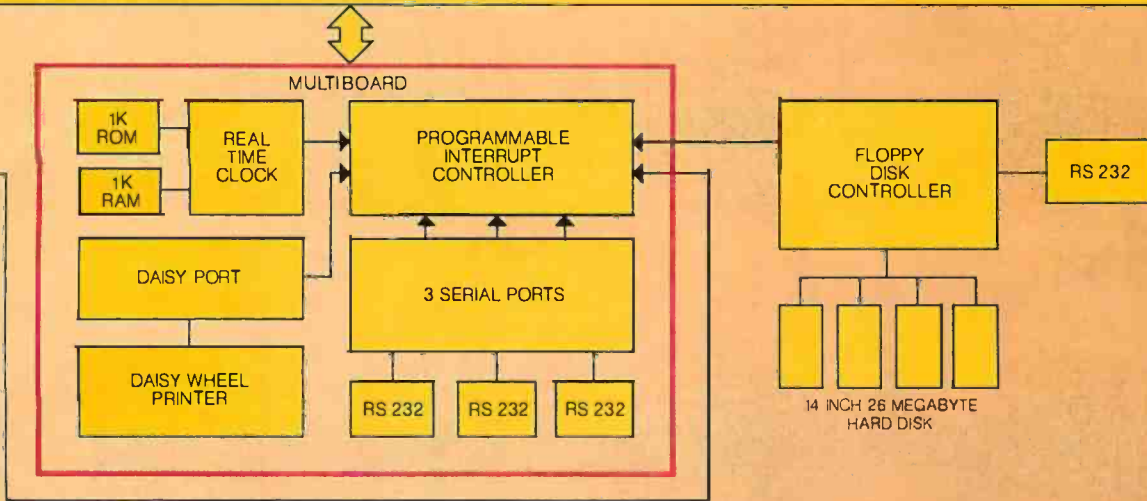 MULTIBOARD
1K
ROM
1K
RAM
REAL
TIME
CLOCK
PROGRAMMABLE
INTERRUPT
CONTROLLER
DAISY PORT
3 SERIAL PORTS
DAISY WHEEL
PRINTER
RS 232
RS 232
RS 232
FLOPPY
DISK
CONTROLLER
RS 232
14 INCH 26 MEGABYTE
HARD DISK